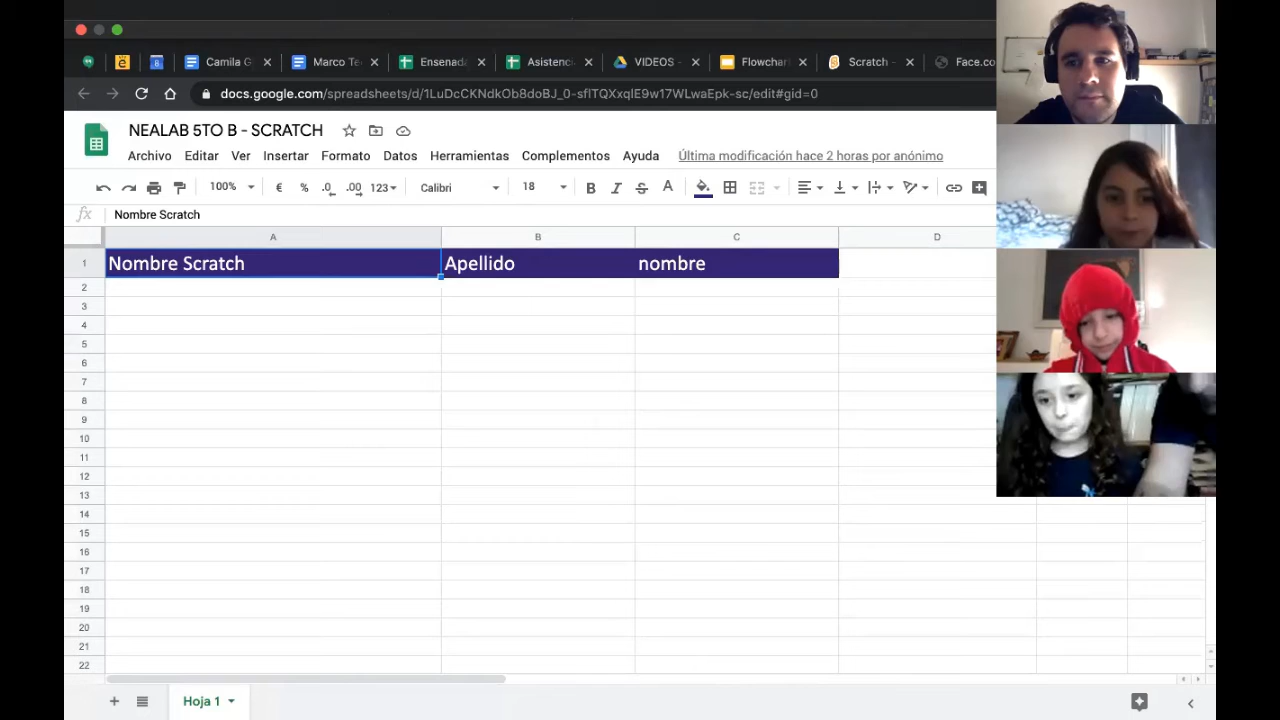 Camila G
Marco Te
Ensenad
Asistenc
VIDEOS -
Flowchar
Scratch -
Face.co
docs.google.com/spreadsheets/d/1LuDcCKNdkOb8doBJ_0-sflTQXxqlE9w17WLwaEpk-sc/edit#gid=0
NEALAB 5TO B - SCRATCH
Archivo Editar Ver Insertar Formato Datos Herramientas Complementos Ayuda Última modificación hace 2 horas por anónimo
100% € % .0 .00 123 Calibri 18 B I S A
fx Nombre Scratch
A B C D
1 Nombre Scratch Apellido nombre
2
3
4
5
6
7
8
9
10
11
12
13
14
15
16
17
18
19
20
21
22
+ Hoja 1